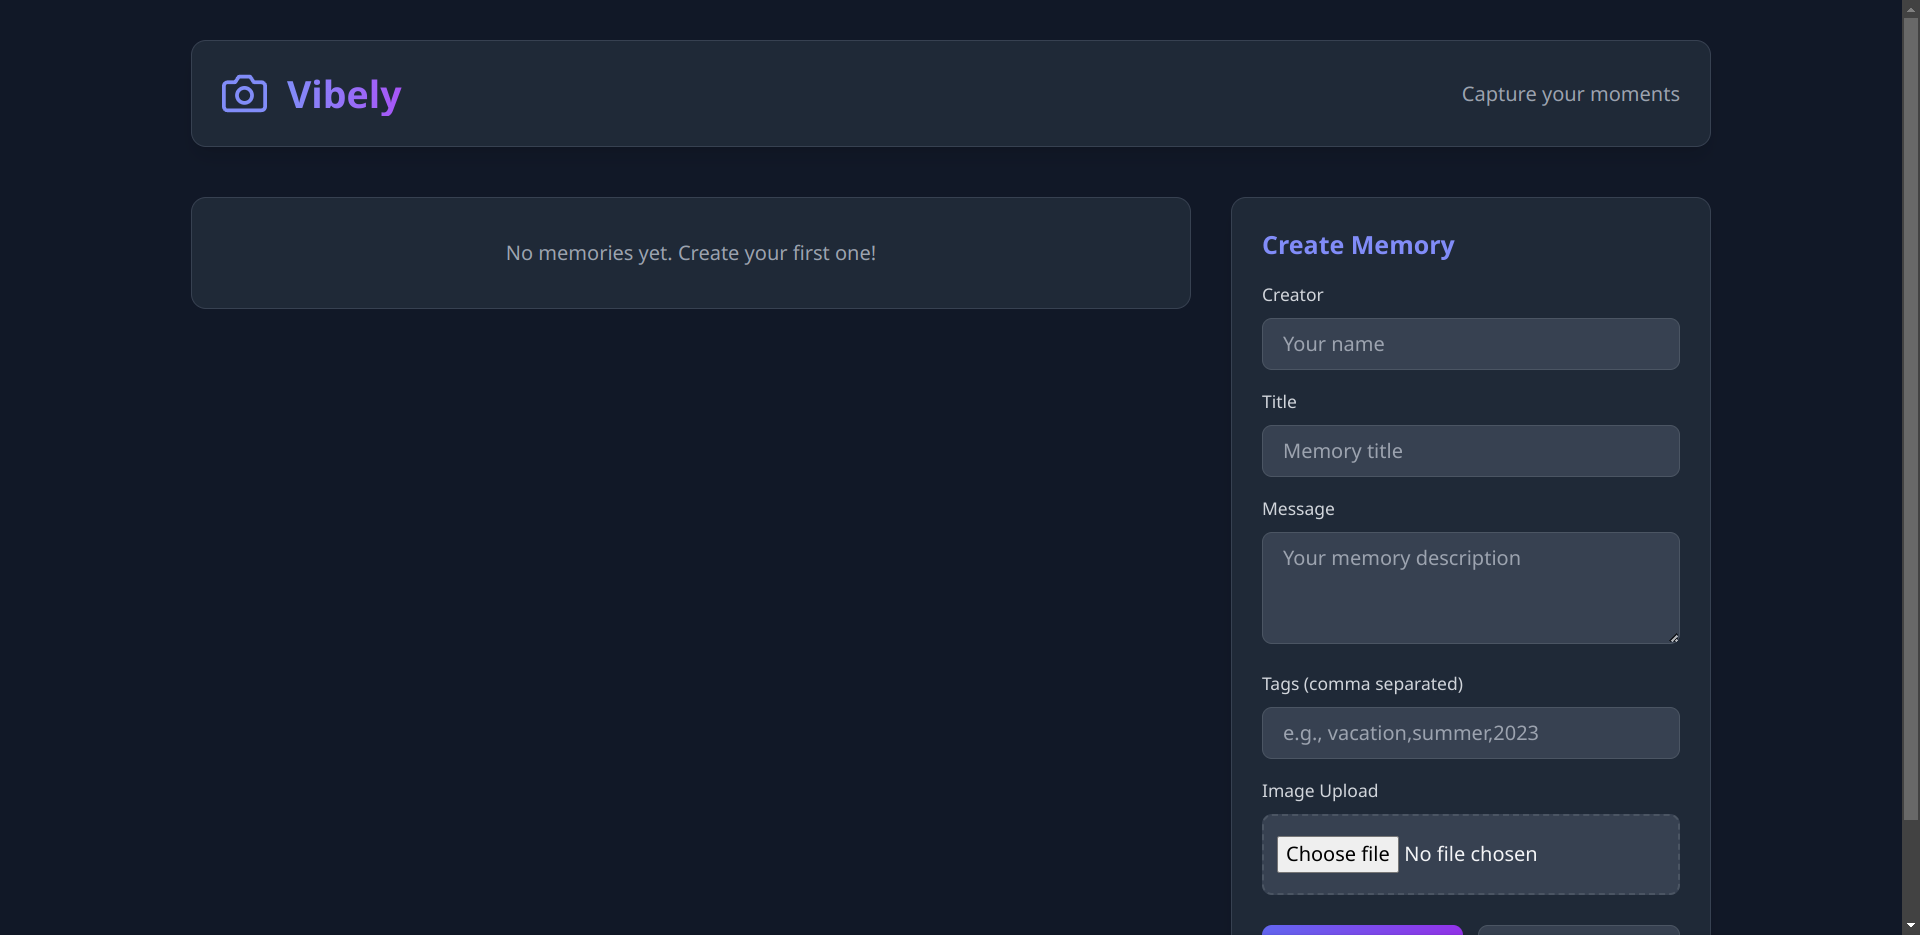 Vibely
Capture your moments
No memories yet. Create your first one!
Create Memory
Creator
Your name
Title
Memory title
Message
Your memory description
Tags (comma separated)
e.g., vacation,summer,2023
Image Upload
Choose file No file chosen